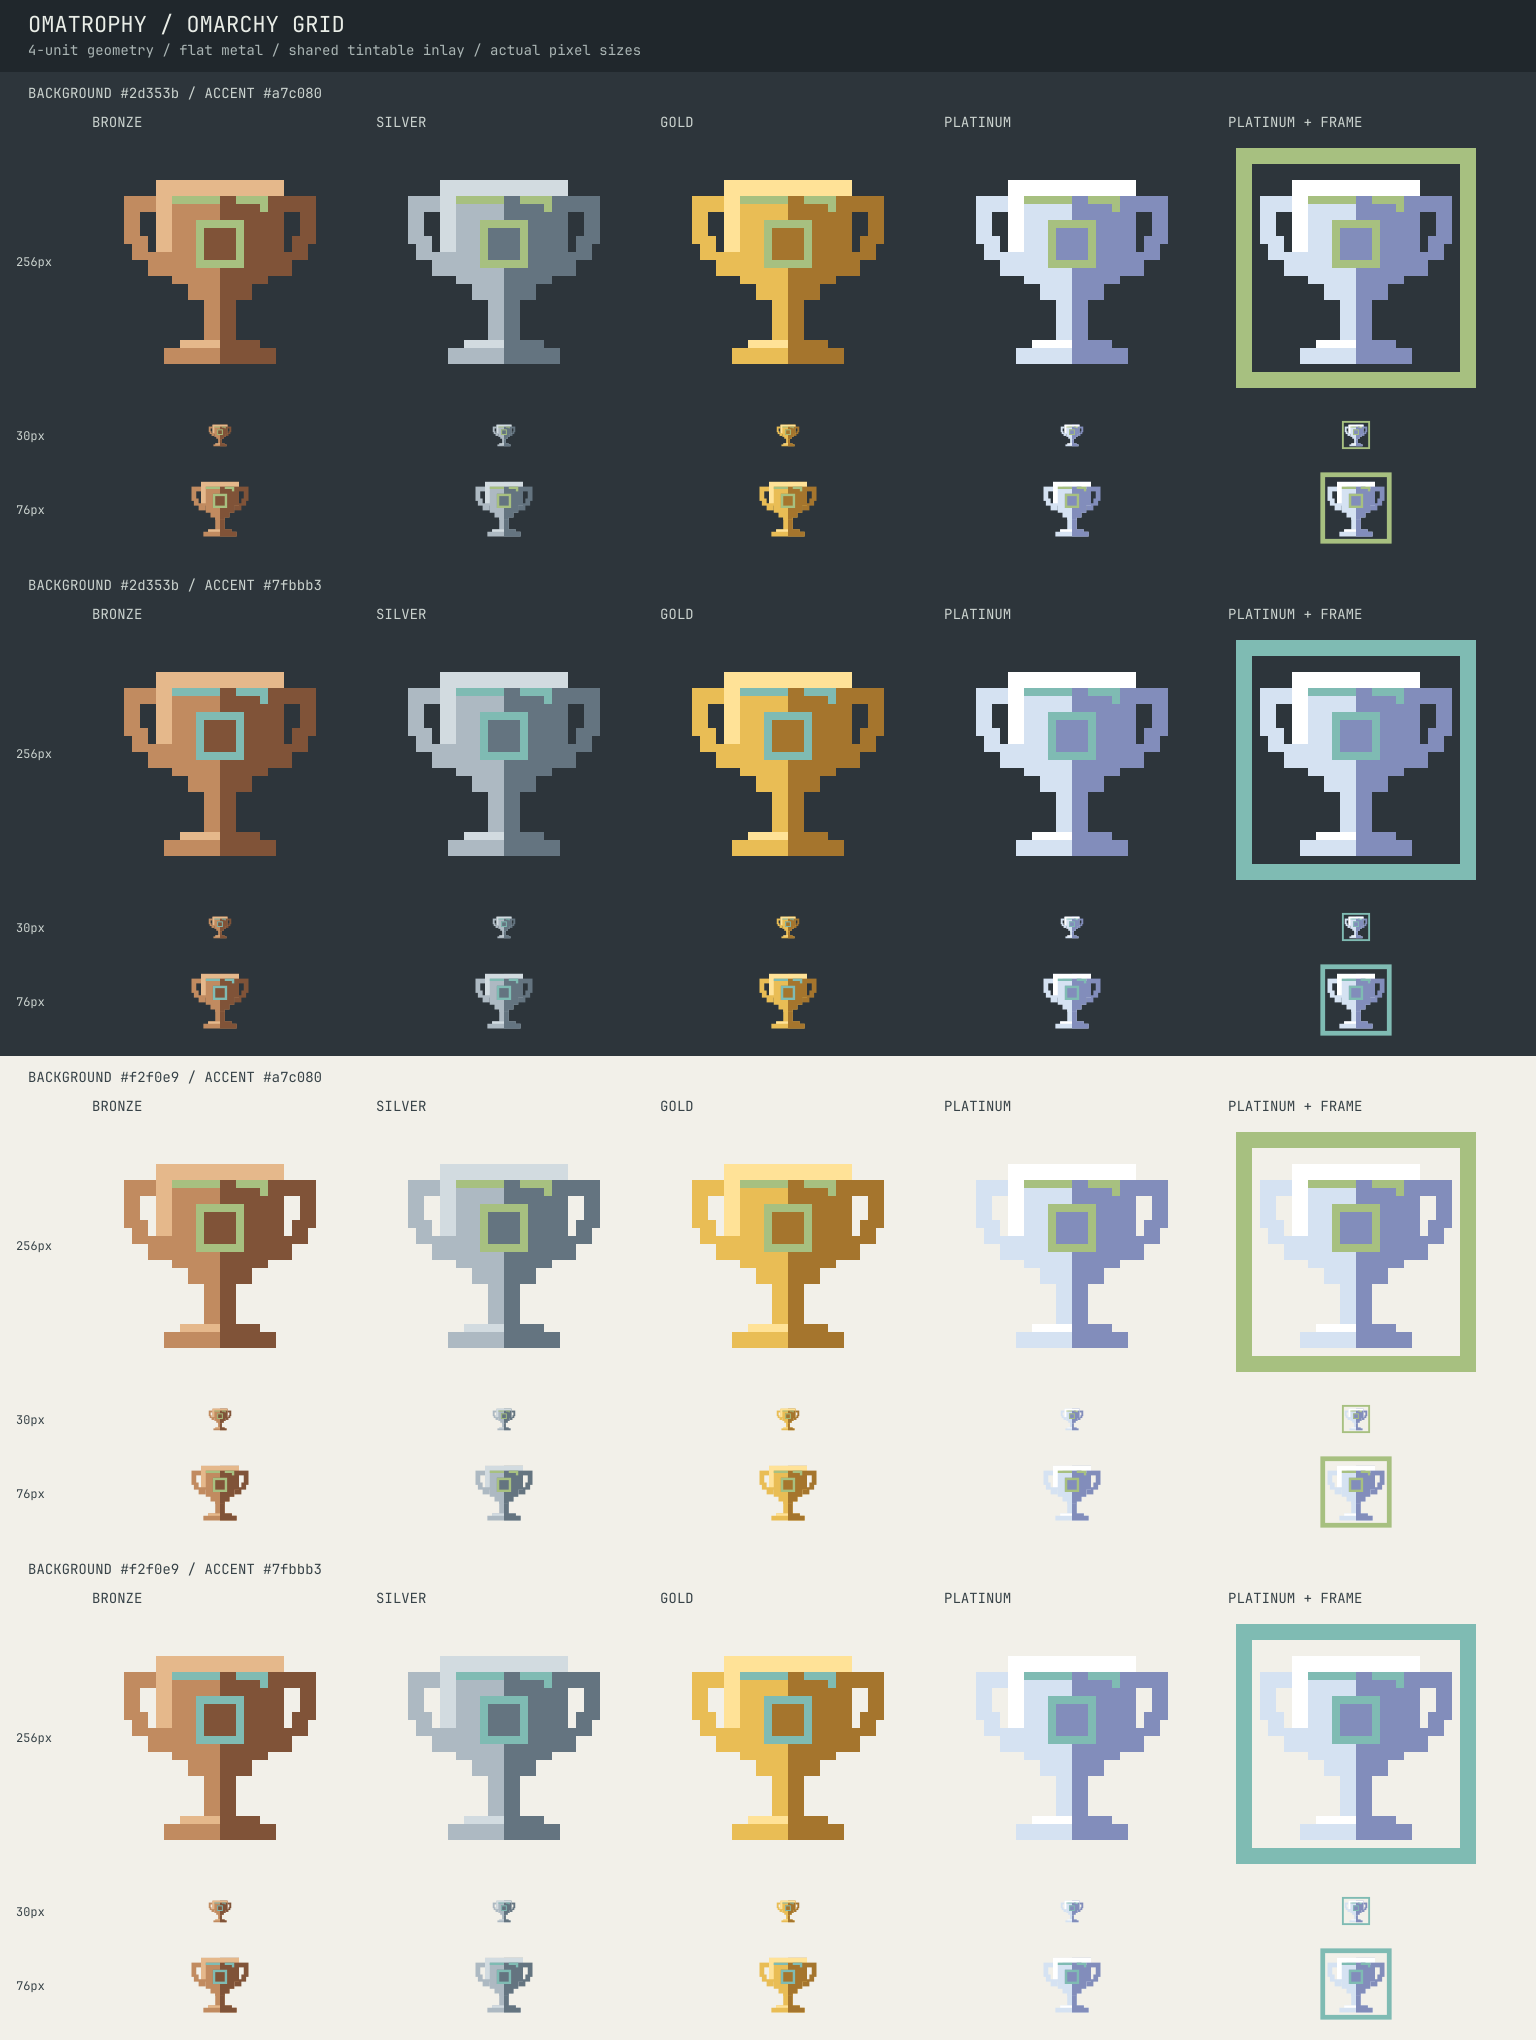 OMATROPHY / OMARCHY GRID
4-unit geometry / flat metal / shared tintable inlay / actual pixel sizes
BACKGROUND #2d353b / ACCENT #a7c080
BRONZE SILVER GOLD PLATINUM PLATINUM + FRAME
256px
30px
76px
BACKGROUND #2d353b / ACCENT #7fbbb3
BRONZE SILVER GOLD PLATINUM PLATINUM + FRAME
256px
30px
76px
BACKGROUND #f2f0e9 / ACCENT #a7c080
BRONZE SILVER GOLD PLATINUM PLATINUM + FRAME
256px
30px
76px
BACKGROUND #f2f0e9 / ACCENT #7fbbb3
BRONZE SILVER GOLD PLATINUM PLATINUM + FRAME
256px
30px
76px